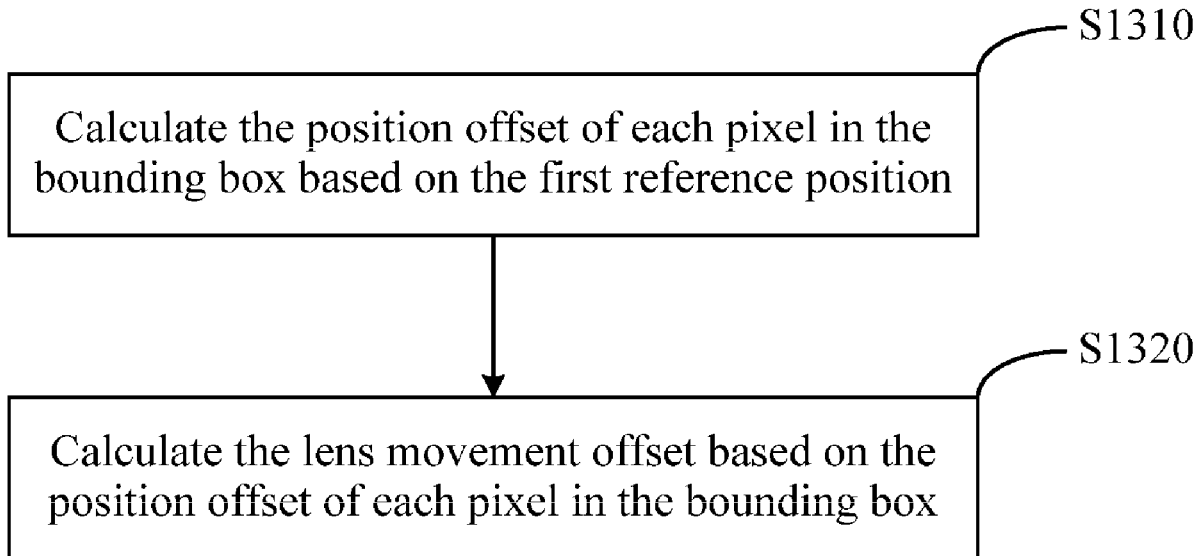 S1310
Calculate the position offset of each pixel in the
bounding box based on the first reference position
S1320
Calculate the lens movement offset based on the
position offset of each pixel in the bounding box